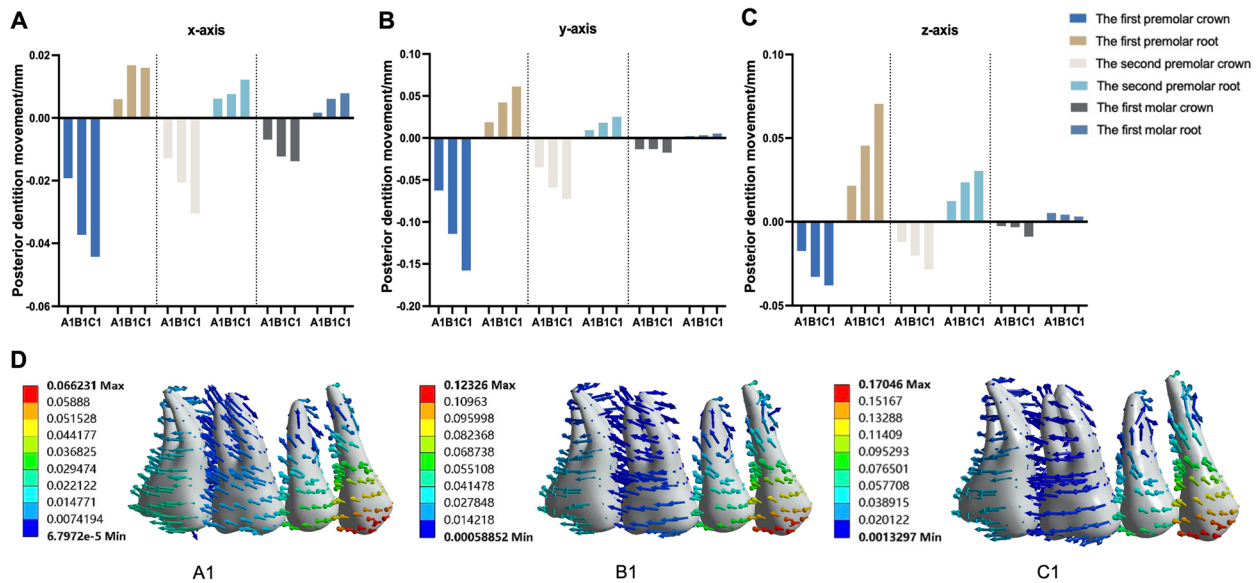 A
x-axis
Posterior dentition movement/mm
0.02
0.00
-0.02
-0.04
-0.06
A1B1C1 A1B1C1 A1B1C1 A1B1C1 A1B1C1 A1B1C1
B
y-axis
Posterior dentition movement/mm
0.10
0.05
0.00
-0.05
-0.10
-0.15
-0.20
A1B1C1 A1B1C1 A1B1C1 A1B1C1 A1B1C1 A1B1C1
C
z-axis
Posterior dentition movement/mm
0.10
0.05
0.00
-0.05
A1B1C1 A1B1C1 A1B1C1 A1B1C1 A1B1C1 A1B1C1
The first premolar crown
The first premolar root
The second premolar crown
The second premolar root
The first molar crown
The first molar root
D
0.066231 Max
0.05888
0.051528
0.044177
0.036825
0.029474
0.022122
0.014771
0.0074194
6.7972e-5 Min
A1
0.12326 Max
0.10963
0.095998
0.082368
0.068738
0.055108
0.041478
0.027848
0.014218
0.00058852 Min
B1
0.17046 Max
0.15167
0.13288
0.11409
0.095293
0.076501
0.057708
0.038915
0.020122
0.0013297 Min
C1